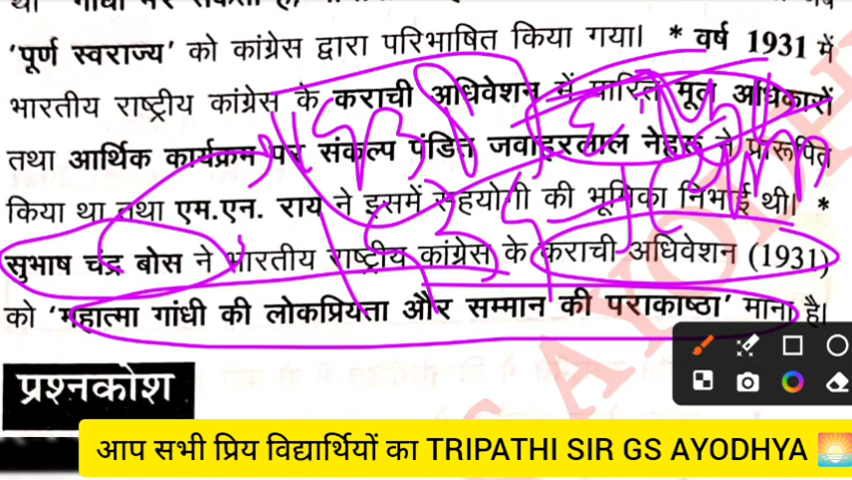 'पूर्ण स्वराज्य' को कांग्रेस द्वारा परिभाषित किया गया। * वर्ष 1931 में
भारतीय राष्ट्रीय कांग्रेस के कराची अधिवेशन में पारित मूल अधिकारों
तथा आर्थिक कार्यक्रम पर संकल्प पंडित जवाहरलाल नेहरू ने प्रारूपित
किया था तथा एम.एन. राय ने इसमें सहयोगी की भूमिका निभाई थी। *
सुभाष चंद्र बोस ने भारतीय राष्ट्रीय कांग्रेस के कराची अधिवेशन (1931)
को 'महात्मा गांधी की लोकप्रियता और सम्मान की पराकाष्ठा' माना है।
प्रश्नकोश
आप सभी प्रिय विद्यार्थियों का TRIPATHI SIR GS AYODHYA